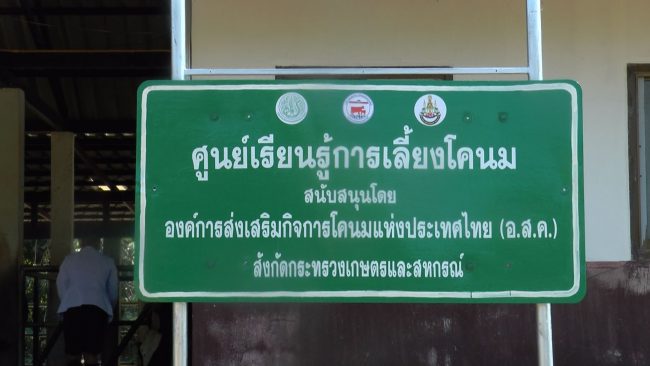 ศูนย์เรียนรู้การเลี้ยงโคนม
สนับสนุนโดย
องค์การส่งเสริมกิจการโคนมแห่งประเทศไทย (อ.ส.ค.)
สังกัดกระทรวงเกษตรและสหกรณ์